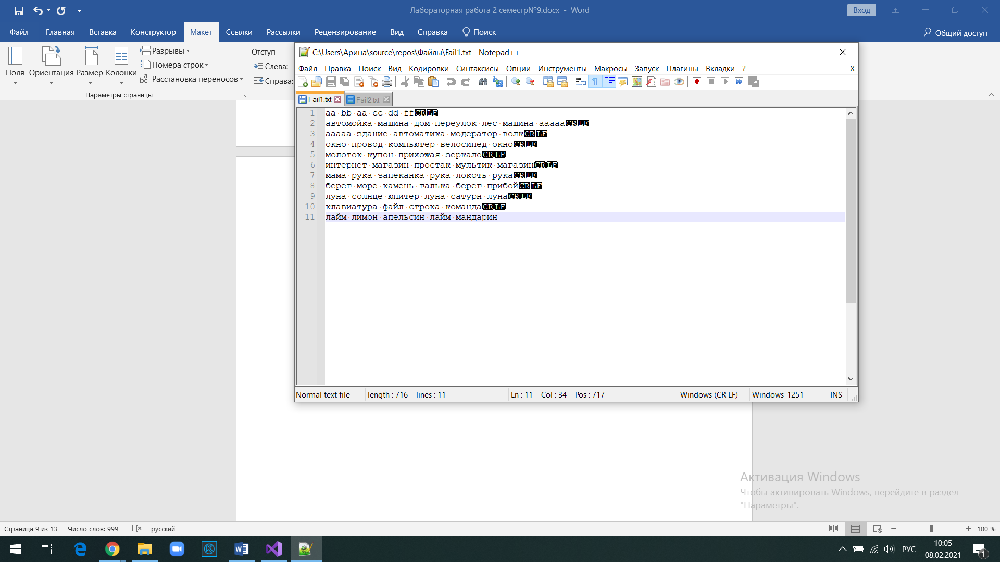 Лабораторная работа 2 семестр№9.docx - Word
Вход
Файл Главная Вставка Конструктор Макет Ссылки Рассылки Рецензирование Вид Справка Поиск
Общий доступ
Поля
Ориентация
Размер
Колонки
Разрывы
Номера строк
Расстановка переносов
Параметры страницы
Отступ
Слева:
Справа:
C:\Users\Арина\source\repos\Файлы\Fail1.txt - Notepad++
Файл Правка Поиск Вид Кодировки Синтаксисы Опции Инструменты Макросы Запуск Плагины Вкладки ? X
Fail1.txt Fail2.txt
1 aa bb aa cc dd ffCRLF
2 автомойка машина дом переулок лес машина aaaaaCRLF
3 ааааа здание автоматика модератор волкCRLF
4 окно провод компьютер велосипед окноCRLF
5 молоток купон прихожая зеркалоCRLF
6 интернет магазин простак мультик магазинCRLF
7 мама рука запеканка рука локоть рукаCRLF
8 берег море камень галька берег прибойCRLF
9 луна солнце юпитер луна сатурн лунаCRLF
10 клавиатура файл строка командаCRLF
11 лайм лимон апельсин лайм мандарин
Normal text file length : 716 lines : 11 Ln : 11 Col : 34 Pos : 717 Windows (CR LF) Windows-1251 INS
Активация Windows
Чтобы активировать Windows, перейдите в раздел
"Параметры".
Страница 9 из 13 Число слов: 999 русский 100 %
РУС
10:05
08.02.2021
1